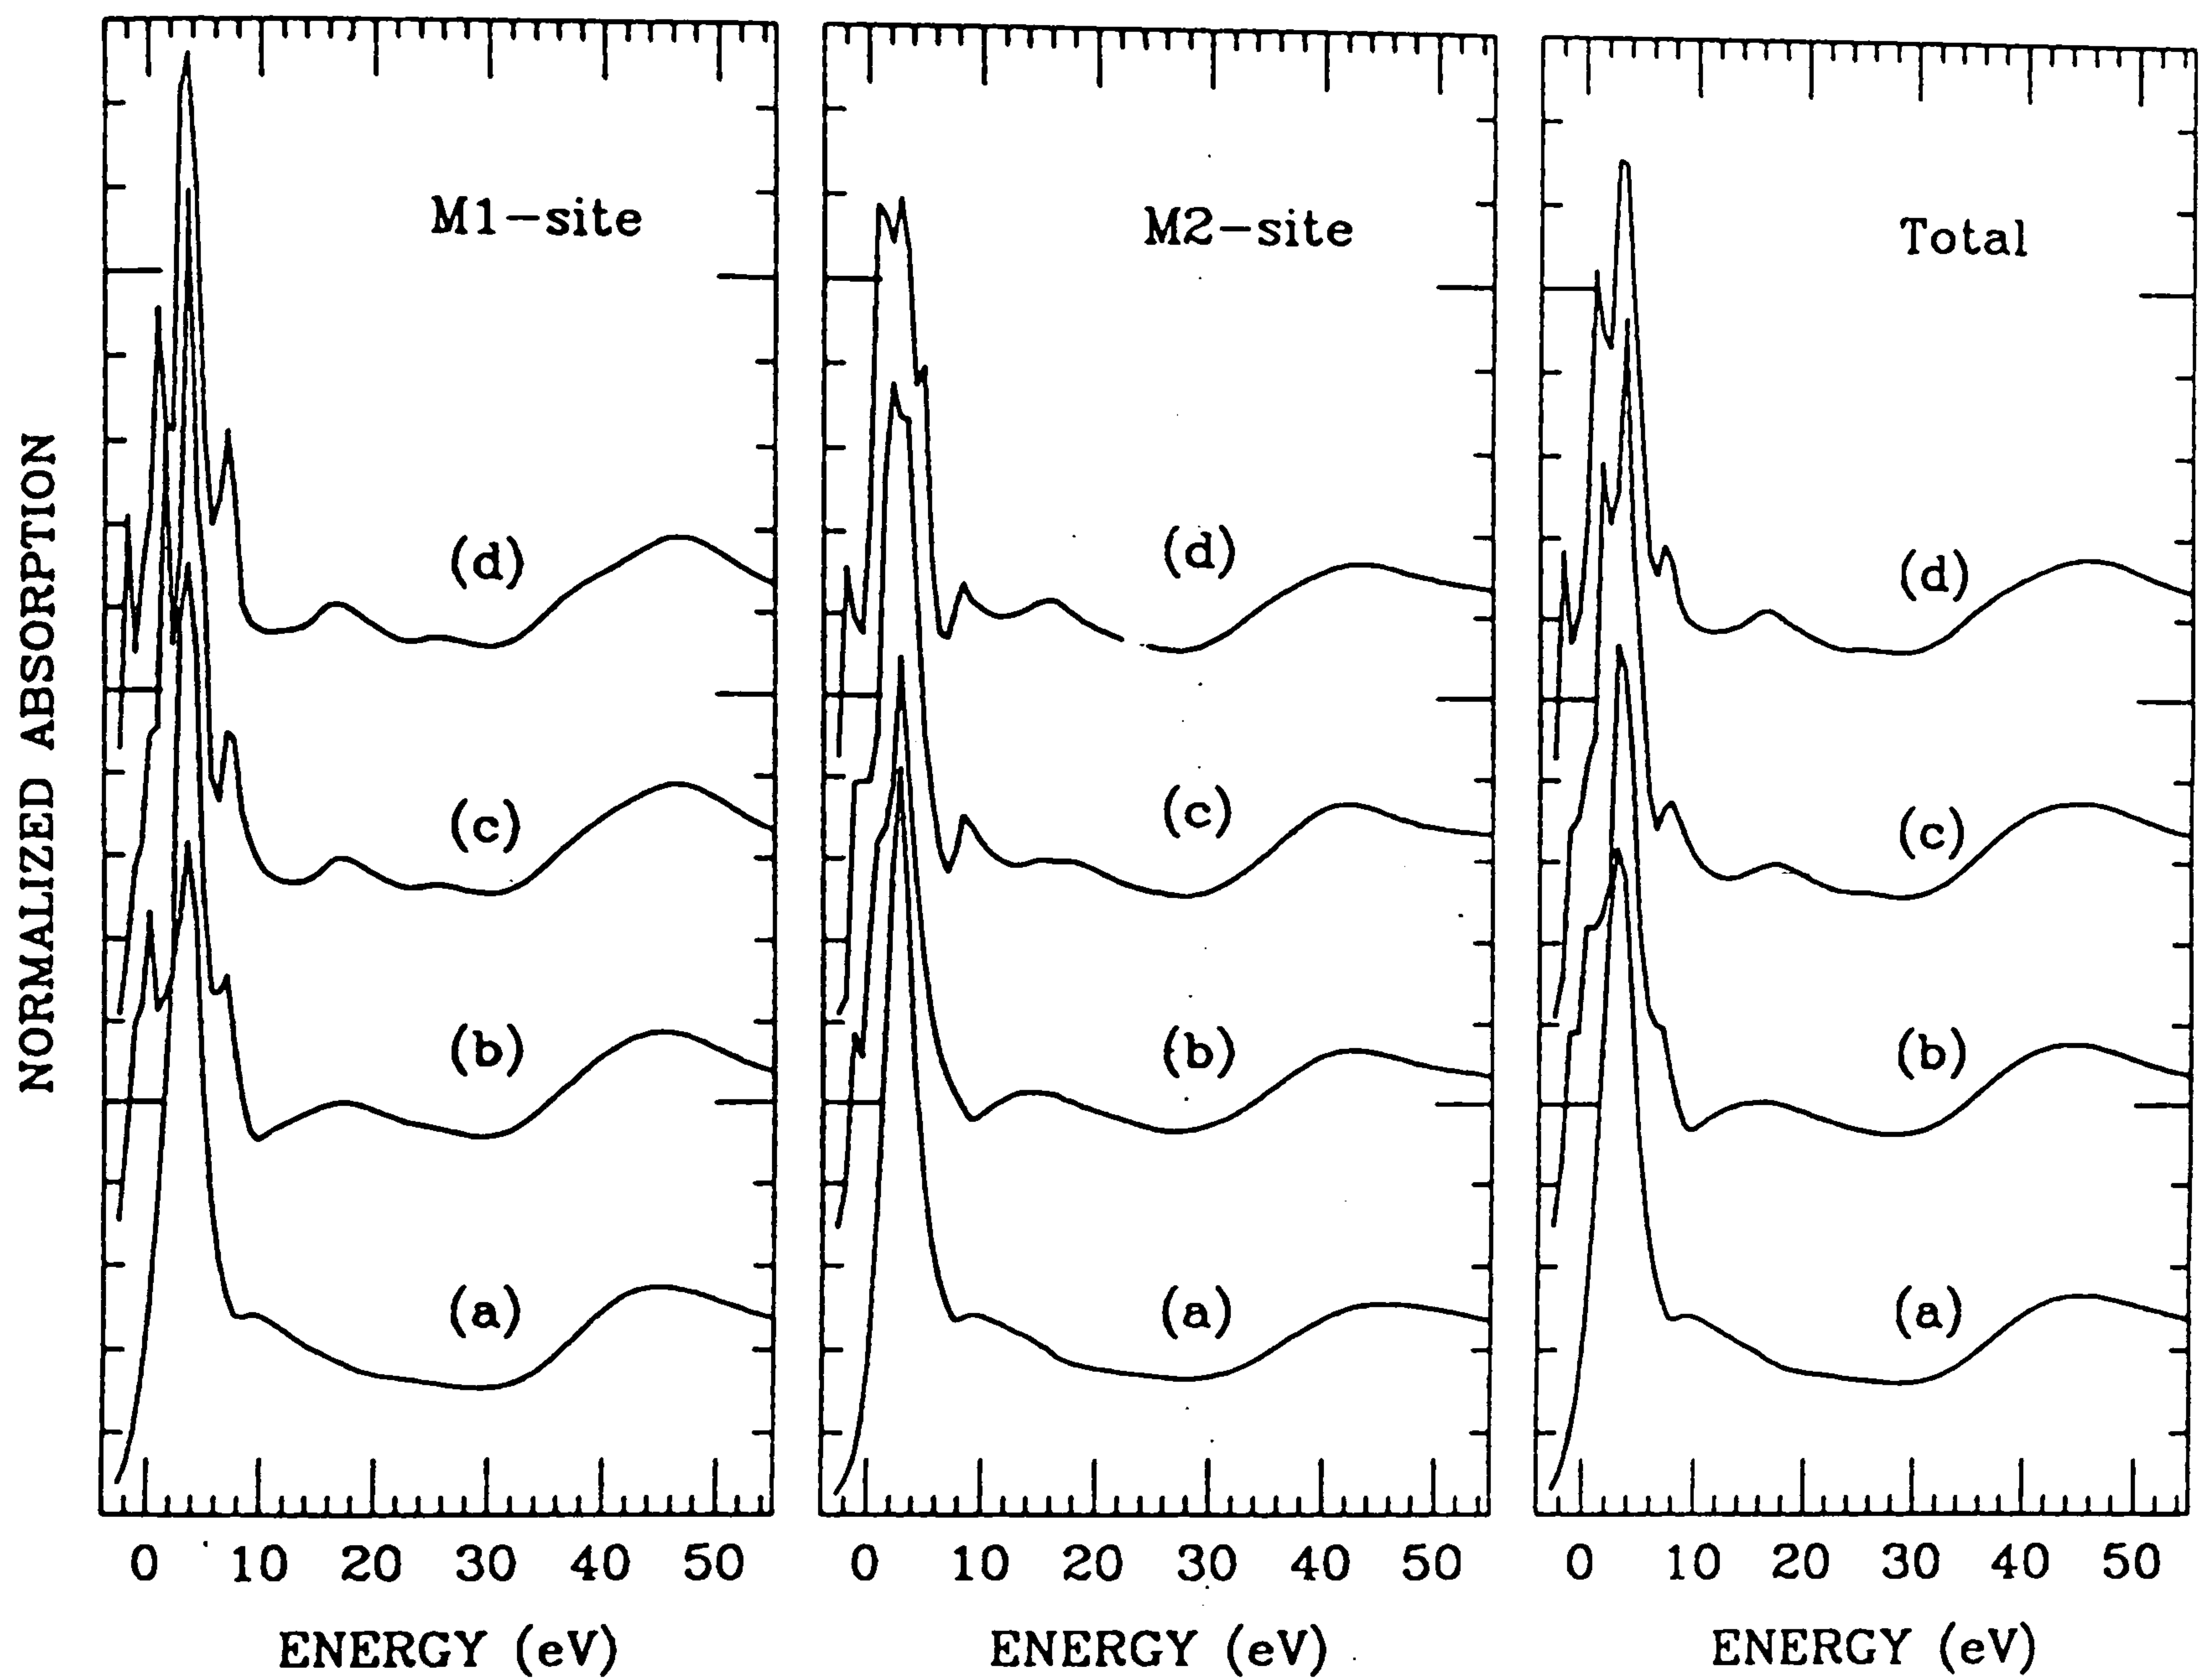 NORMALIZED ABSORPTION
M1-site
(d)
(c)
(b)
(a)
0 10 20 30 40 50
ENERGY (eV)
M2-site
(d)
(c)
(b)
(a)
0 10 20 30 40 50
ENERGY (eV)
Total
(d)
(c)
(b)
(a)
0 10 20 30 40 50
ENERGY (eV)